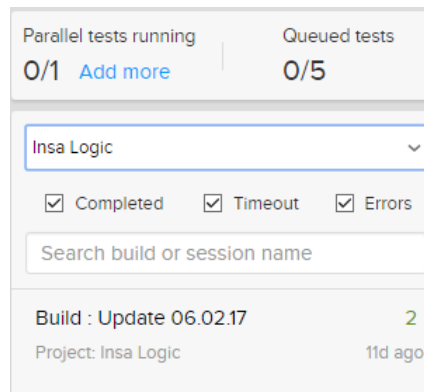 Parallel tests running Queued tests
0/1 Add more 0/5
Insa Logic
Completed Timeout Errors
Search build or session name
Build : Update 06.02.17 2
Project: Insa Logic 11d ago